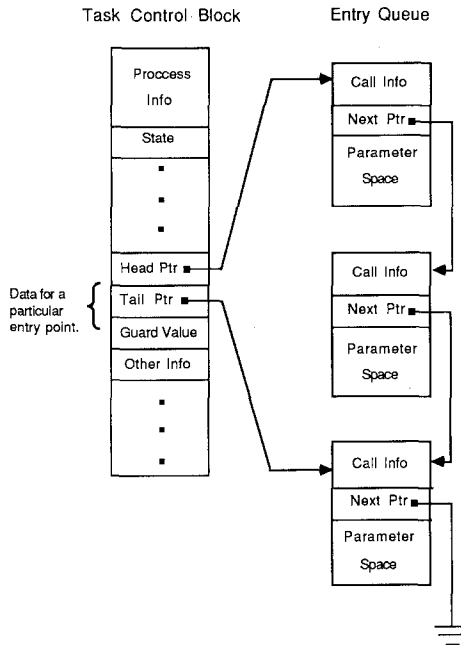 Task Control Block
Entry Queue
Proccess
Info
State
Head Ptr
Tail Ptr
Guard Value
Other Info
Data for a
particular
entry point.
Call Info
Next Ptr
Parameter
Space
Call Info
Next Ptr
Parameter
Space
Call Info
Next Ptr
Parameter
Space